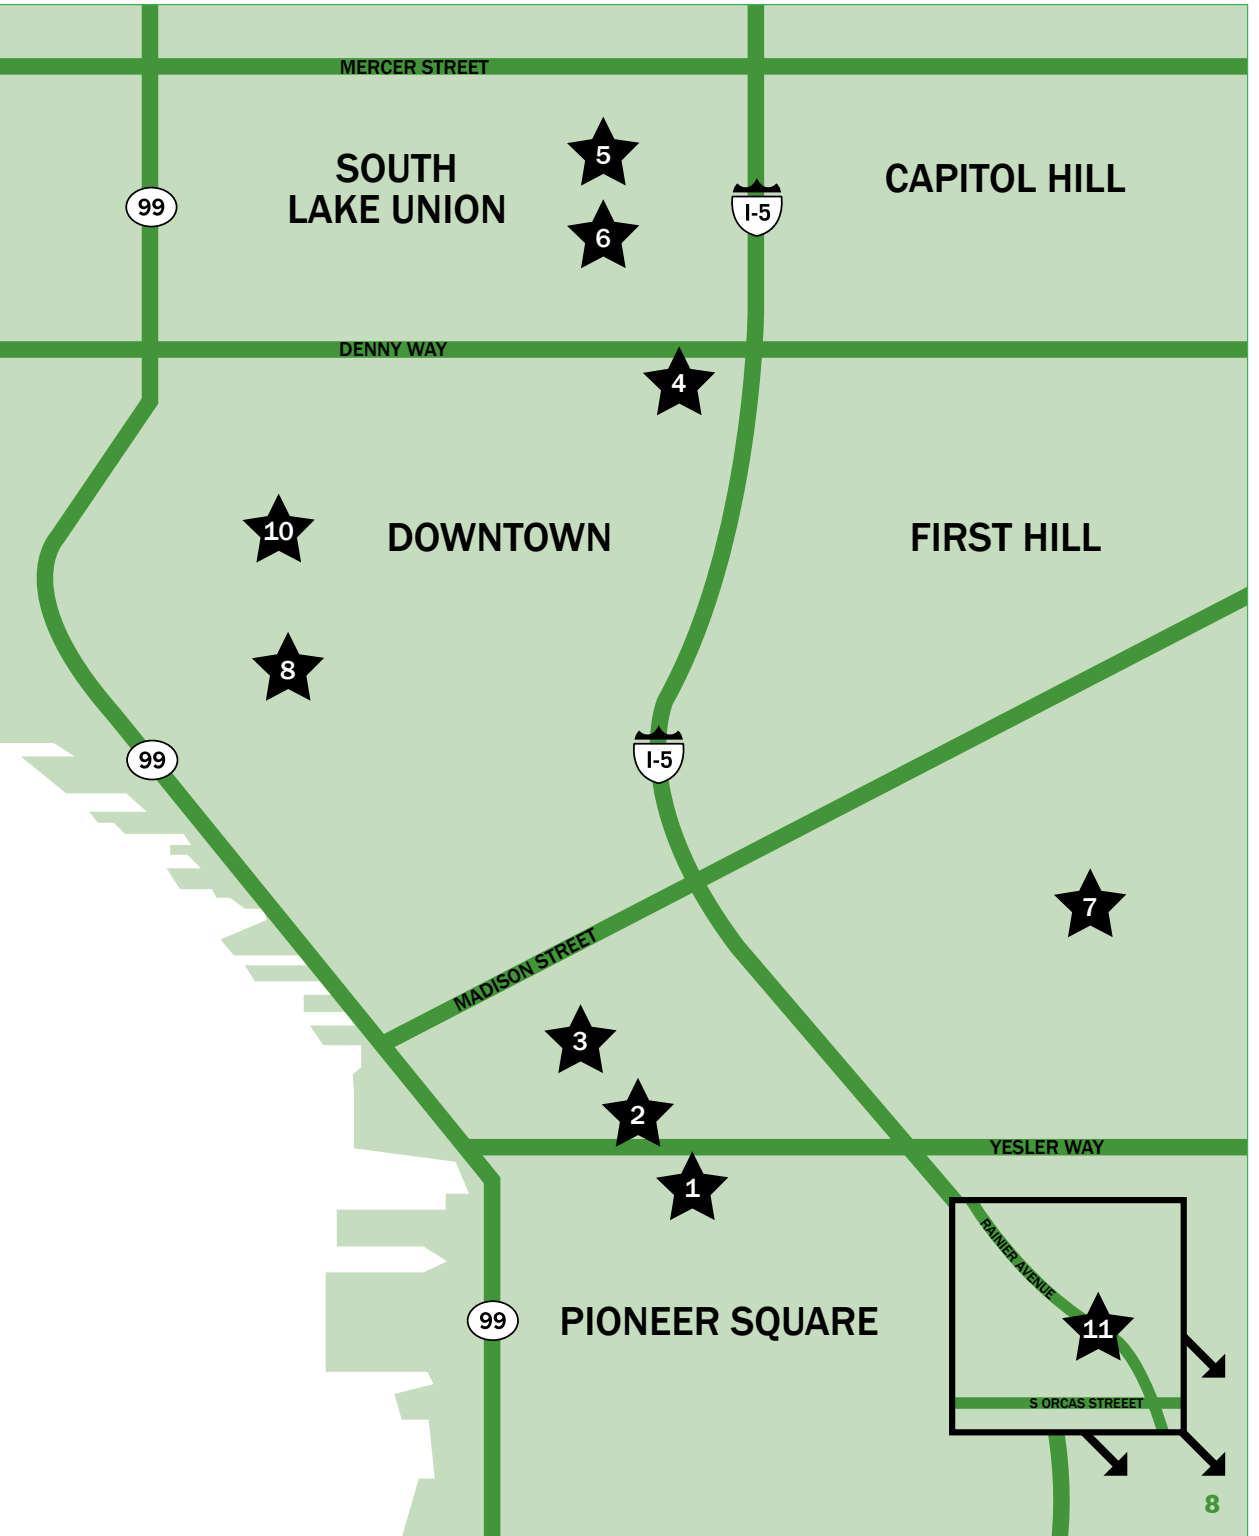 MERCER STREET
5
SOUTH
LAKE UNION
CAPITOL HILL
99
I-5
6
DENNY WAY
4
10
DOWNTOWN
FIRST HILL
8
99
I-5
7
MADISON STREET
3
2
YESLER WAY
1
RAINIER AVENUE
99
PIONEER SQUARE
11
S ORCAS STREEET
8